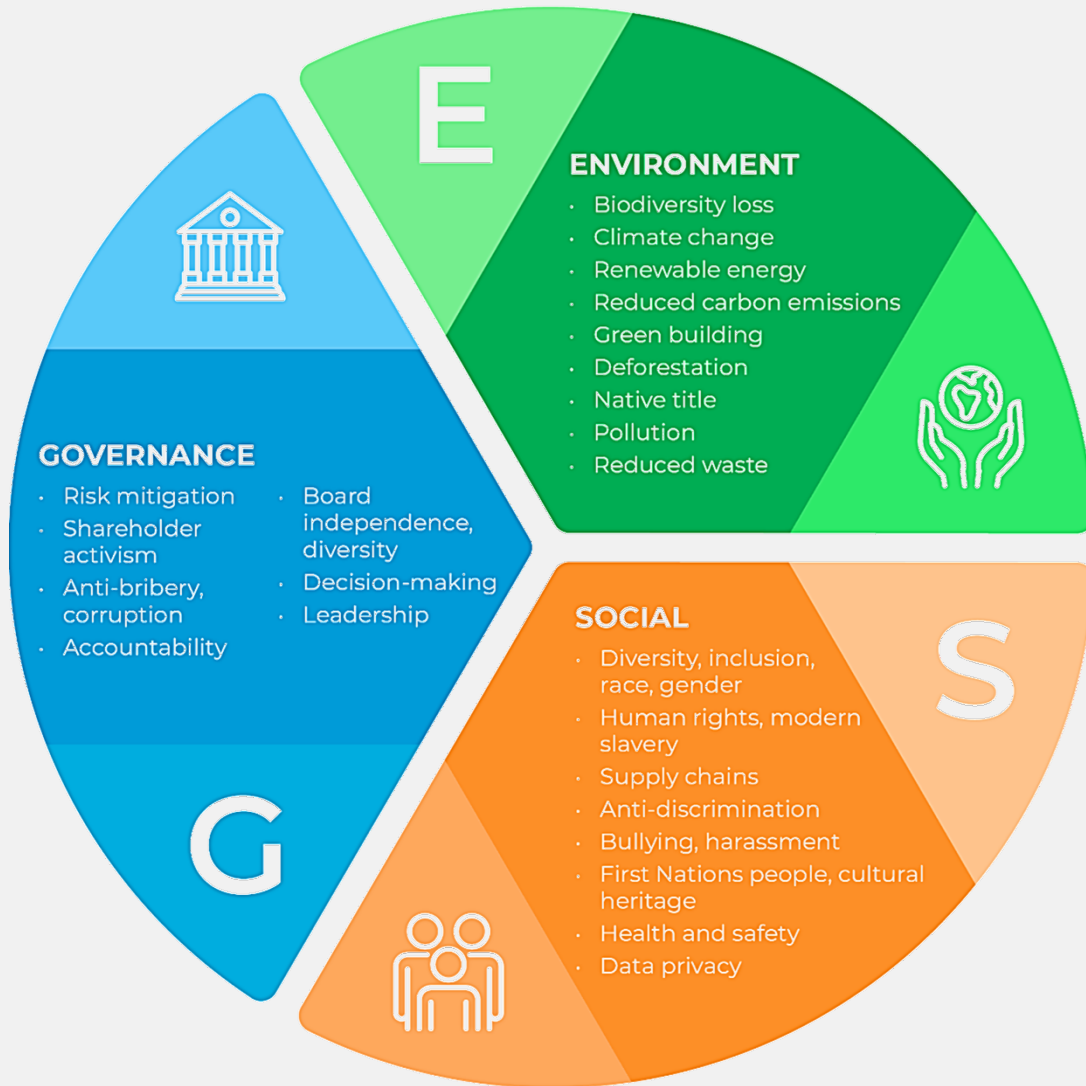 E
ENVIRONMENT
· Biodiversity loss
· Climate change
· Renewable energy
· Reduced carbon emissions
· Green building
· Deforestation
· Native title
· Pollution
· Reduced waste
S
SOCIAL
· Diversity, inclusion,
race, gender
· Human rights, modern
slavery
· Supply chains
· Anti-discrimination
· Bullying, harassment
· First Nations people, cultural
heritage
· Health and safety
· Data privacy
GOVERNANCE
· Risk mitigation
· Shareholder
activism
· Anti-bribery,
corruption
· Accountability
· Board
independence,
diversity
· Decision-making
· Leadership
G